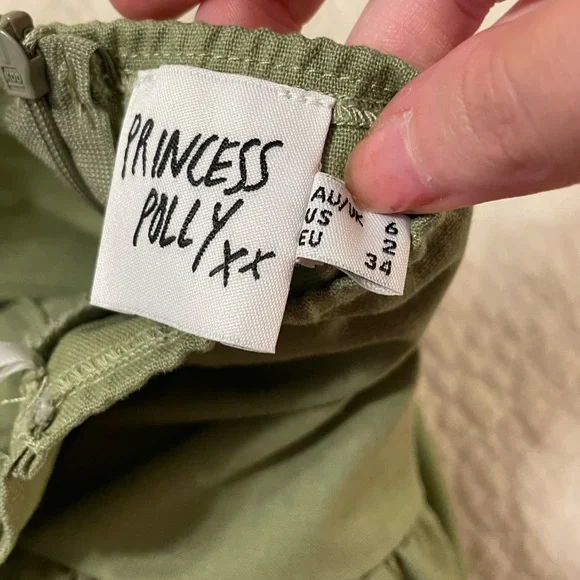 PRINCESS
POLLY
xx
AU/UK 6
US 2
EU 34